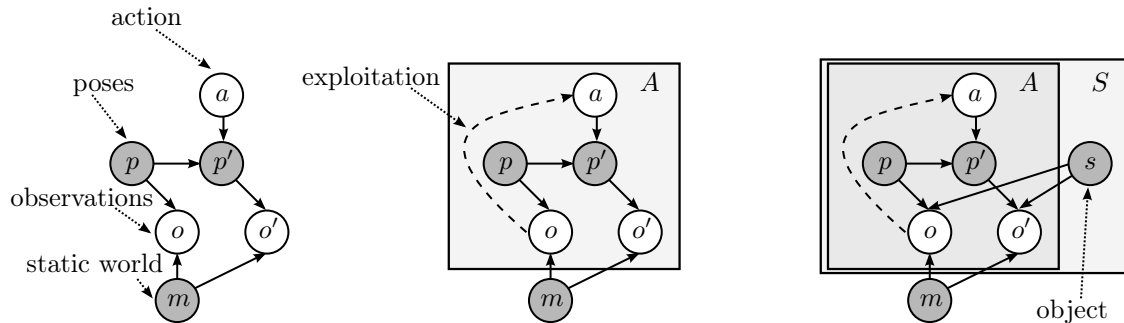 action
a
poses
p
p′
observations
o
o′
static world
m
exploitation
A
a
p
p′
o
o′
m
A
S
a
p
p′
s
o
o′
m
object